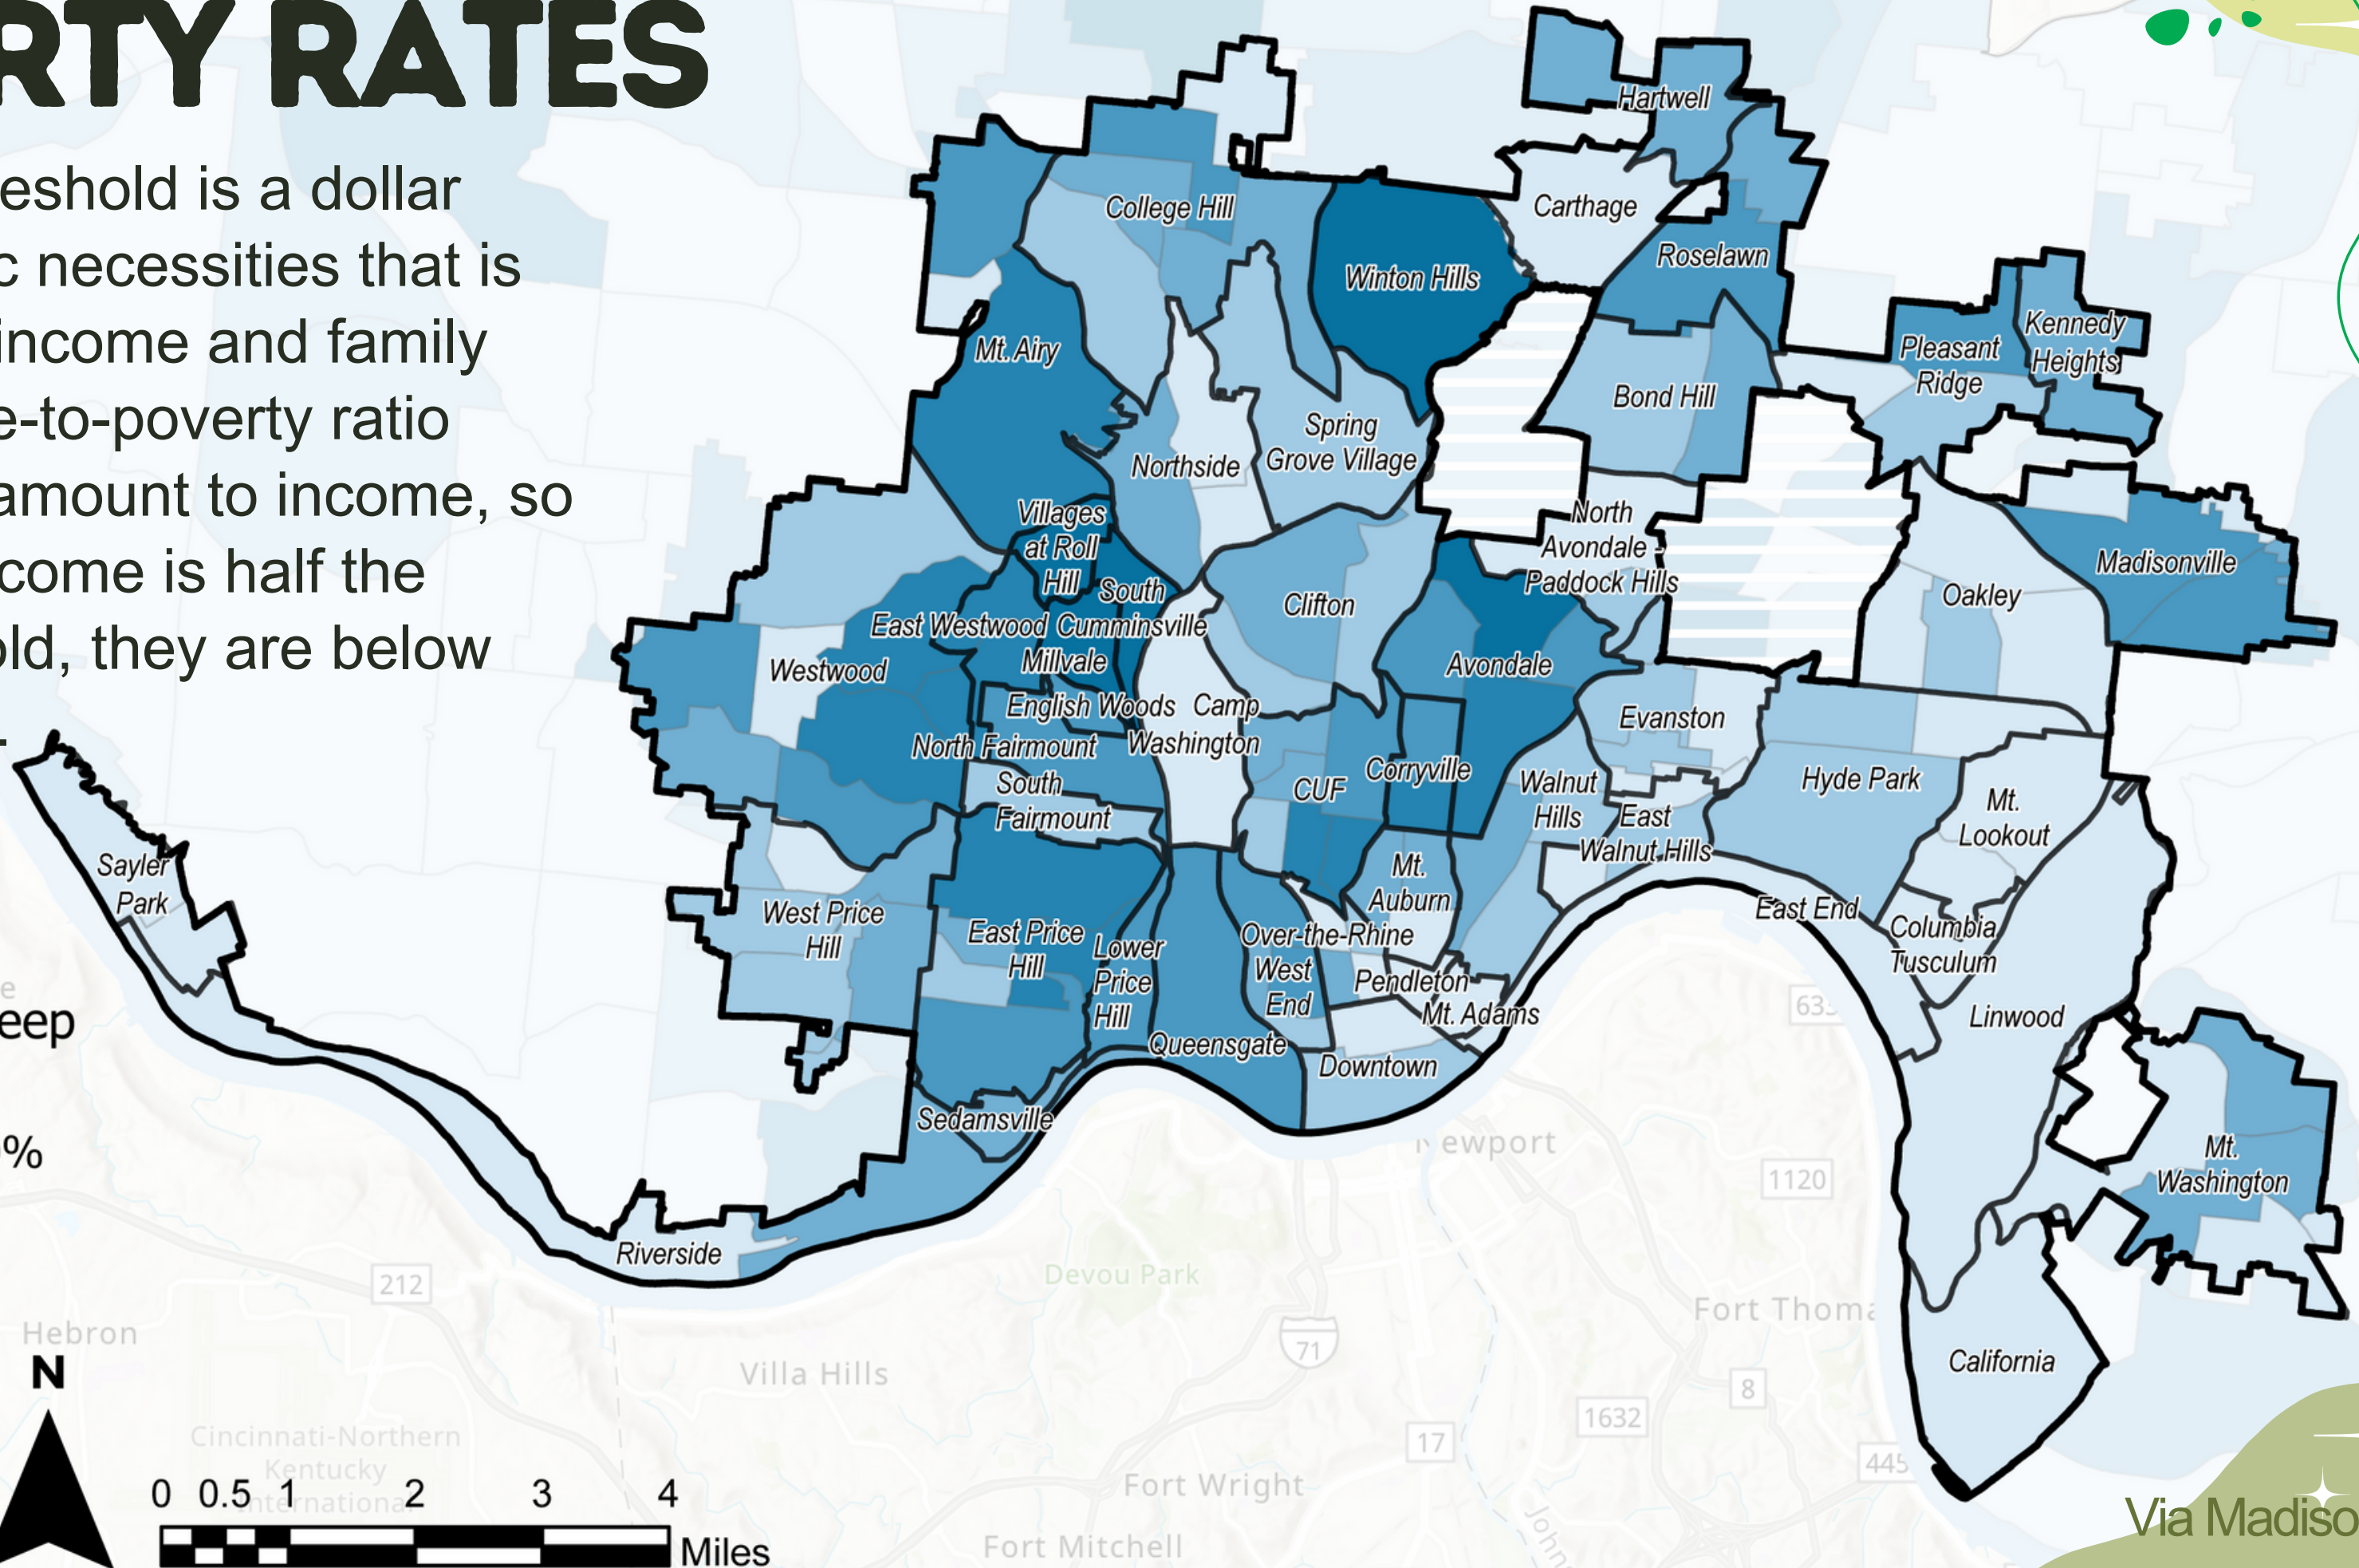 RTY RATES
eshold is a dollar
c necessities that is
income and family
e-to-poverty ratio
amount to income, so
come is half the
old, they are below
.
Hartwell
Carthage
College Hill
Roselawn
Winton Hills
Kennedy
Heights
Pleasant
Ridge
Mt. Airy
Bond Hill
Spring
Grove Village
Northside
Villages
at Roll
Hill
North
Avondale -
Paddock Hills
Madisonville
South
Cumminsville
Clifton
Oakley
East Westwood
Millvale
Westwood
Avondale
English Woods
Camp
Washington
Evanston
North Fairmount
South
Fairmount
CUF
Corryville
Walnut
Hills
Hyde Park
Mt.
Lookout
East
Walnut Hills
Sayler
Park
Mt.
Auburn
West Price
Hill
East Price
Hill
Lower
Price
Hill
Over-the-Rhine
West
End
East End
Columbia
Tusculum
Pendleton
Mt. Adams
Linwood
Queensgate
Downtown
Sedamsville
Mt.
Washington
Riverside
California
e
eep
%
Newport
1120
212
Devou Park
Fort Thoma
Hebron
71
Villa Hills
8
1632
17
445
Cincinnati-Northern
Kentucky
Internationa
Fort Wright
Fort Mitchell
John
N
0 0.5 1 2 3 4
Miles
Via Madiso